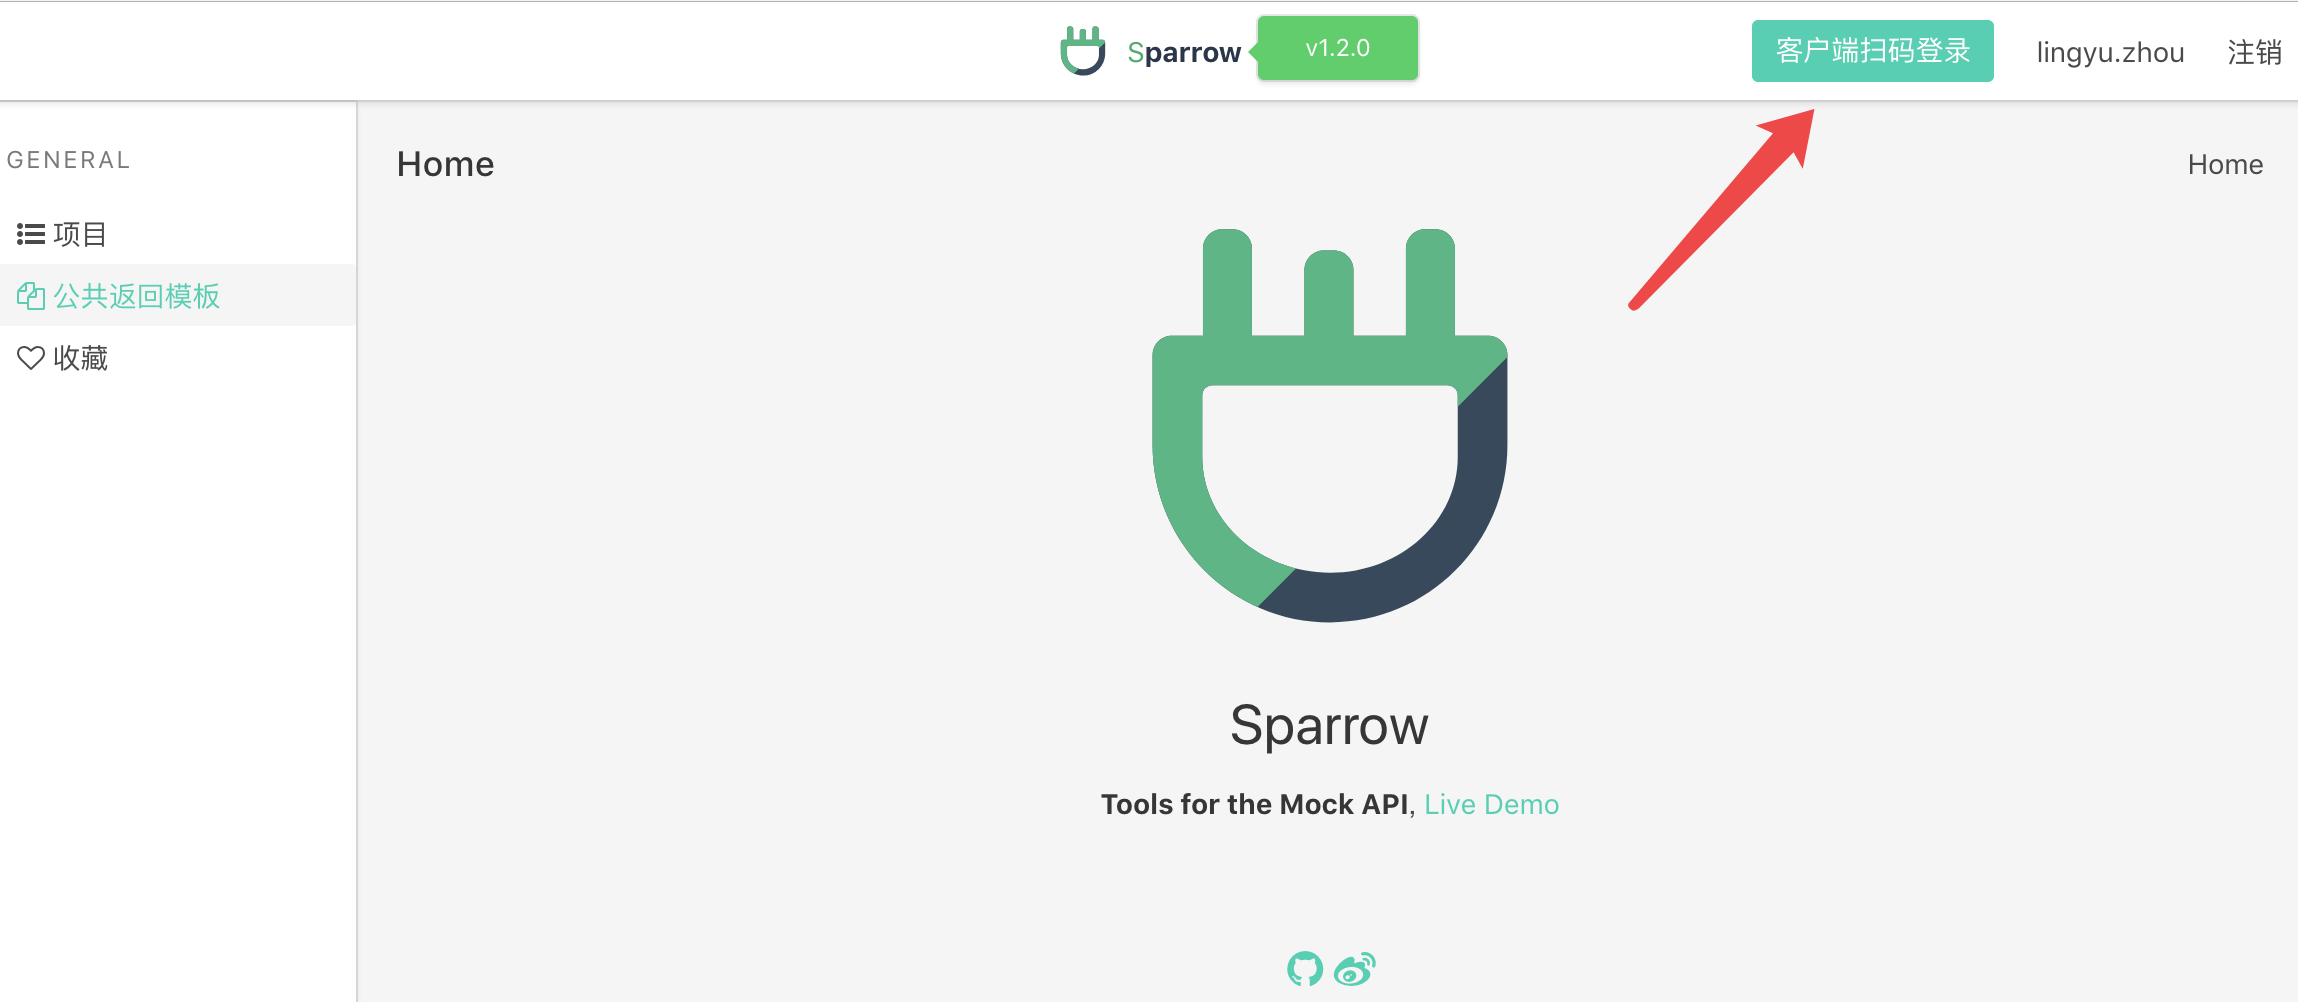 Sparrow
v1.2.0
客户端扫码登录
lingyu.zhou
注销
GENERAL
项目
公共返回模板
收藏
Home
Home
Sparrow
Tools for the Mock API, Live Demo